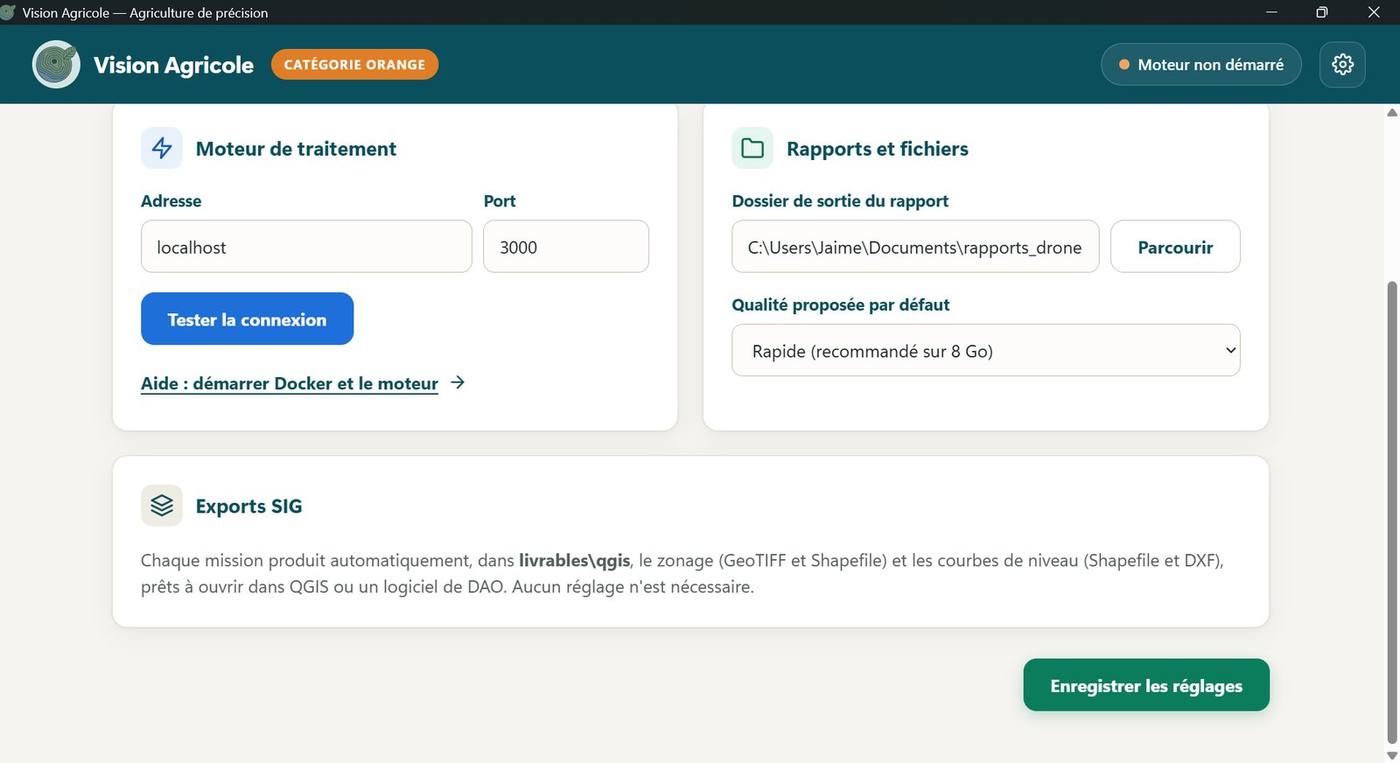 Vision Agricole — Agriculture de précision
Vision Agricole
CATÉGORIE ORANGE
Moteur non démarré
Moteur de traitement
Adresse
Port
localhost
3000
Tester la connexion
Aide : démarrer Docker et le moteur →
Rapports et fichiers
Dossier de sortie du rapport
C:\Users\Jaime\Documents\rapports_drone
Parcourir
Qualité proposée par défaut
Rapide (recommandé sur 8 Go)
Exports SIG
Chaque mission produit automatiquement, dans livrables\qgis, le zonage (GeoTIFF et Shapefile) et les courbes de niveau (Shapefile et DXF),
prêts à ouvrir dans QGIS ou un logiciel de DAO. Aucun réglage n'est nécessaire.
Enregistrer les réglages